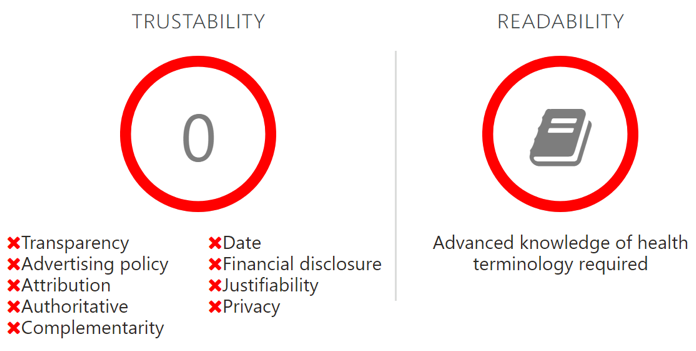 TRUSTABILITY
0
Transparency
Advertising policy
Attribution
Authoritative
Complementarity
Date
Financial disclosure
Justifiability
Privacy
READABILITY
Advanced knowledge of health
terminology required